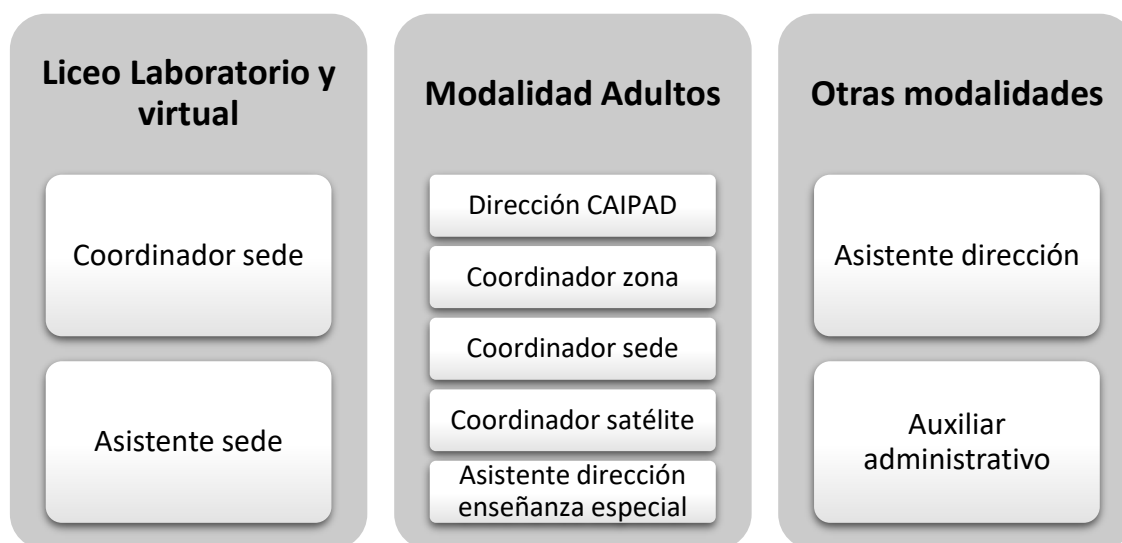 Liceo Laboratorio y
virtual
Coordinador sede
Asistente sede
Modalidad Adultos
Dirección CAIPAD
Coordinador zona
Coordinador sede
Coordinador satélite
Asistente dirección
enseñanza especial
Otras modalidades
Asistente dirección
Auxiliar
administrativo